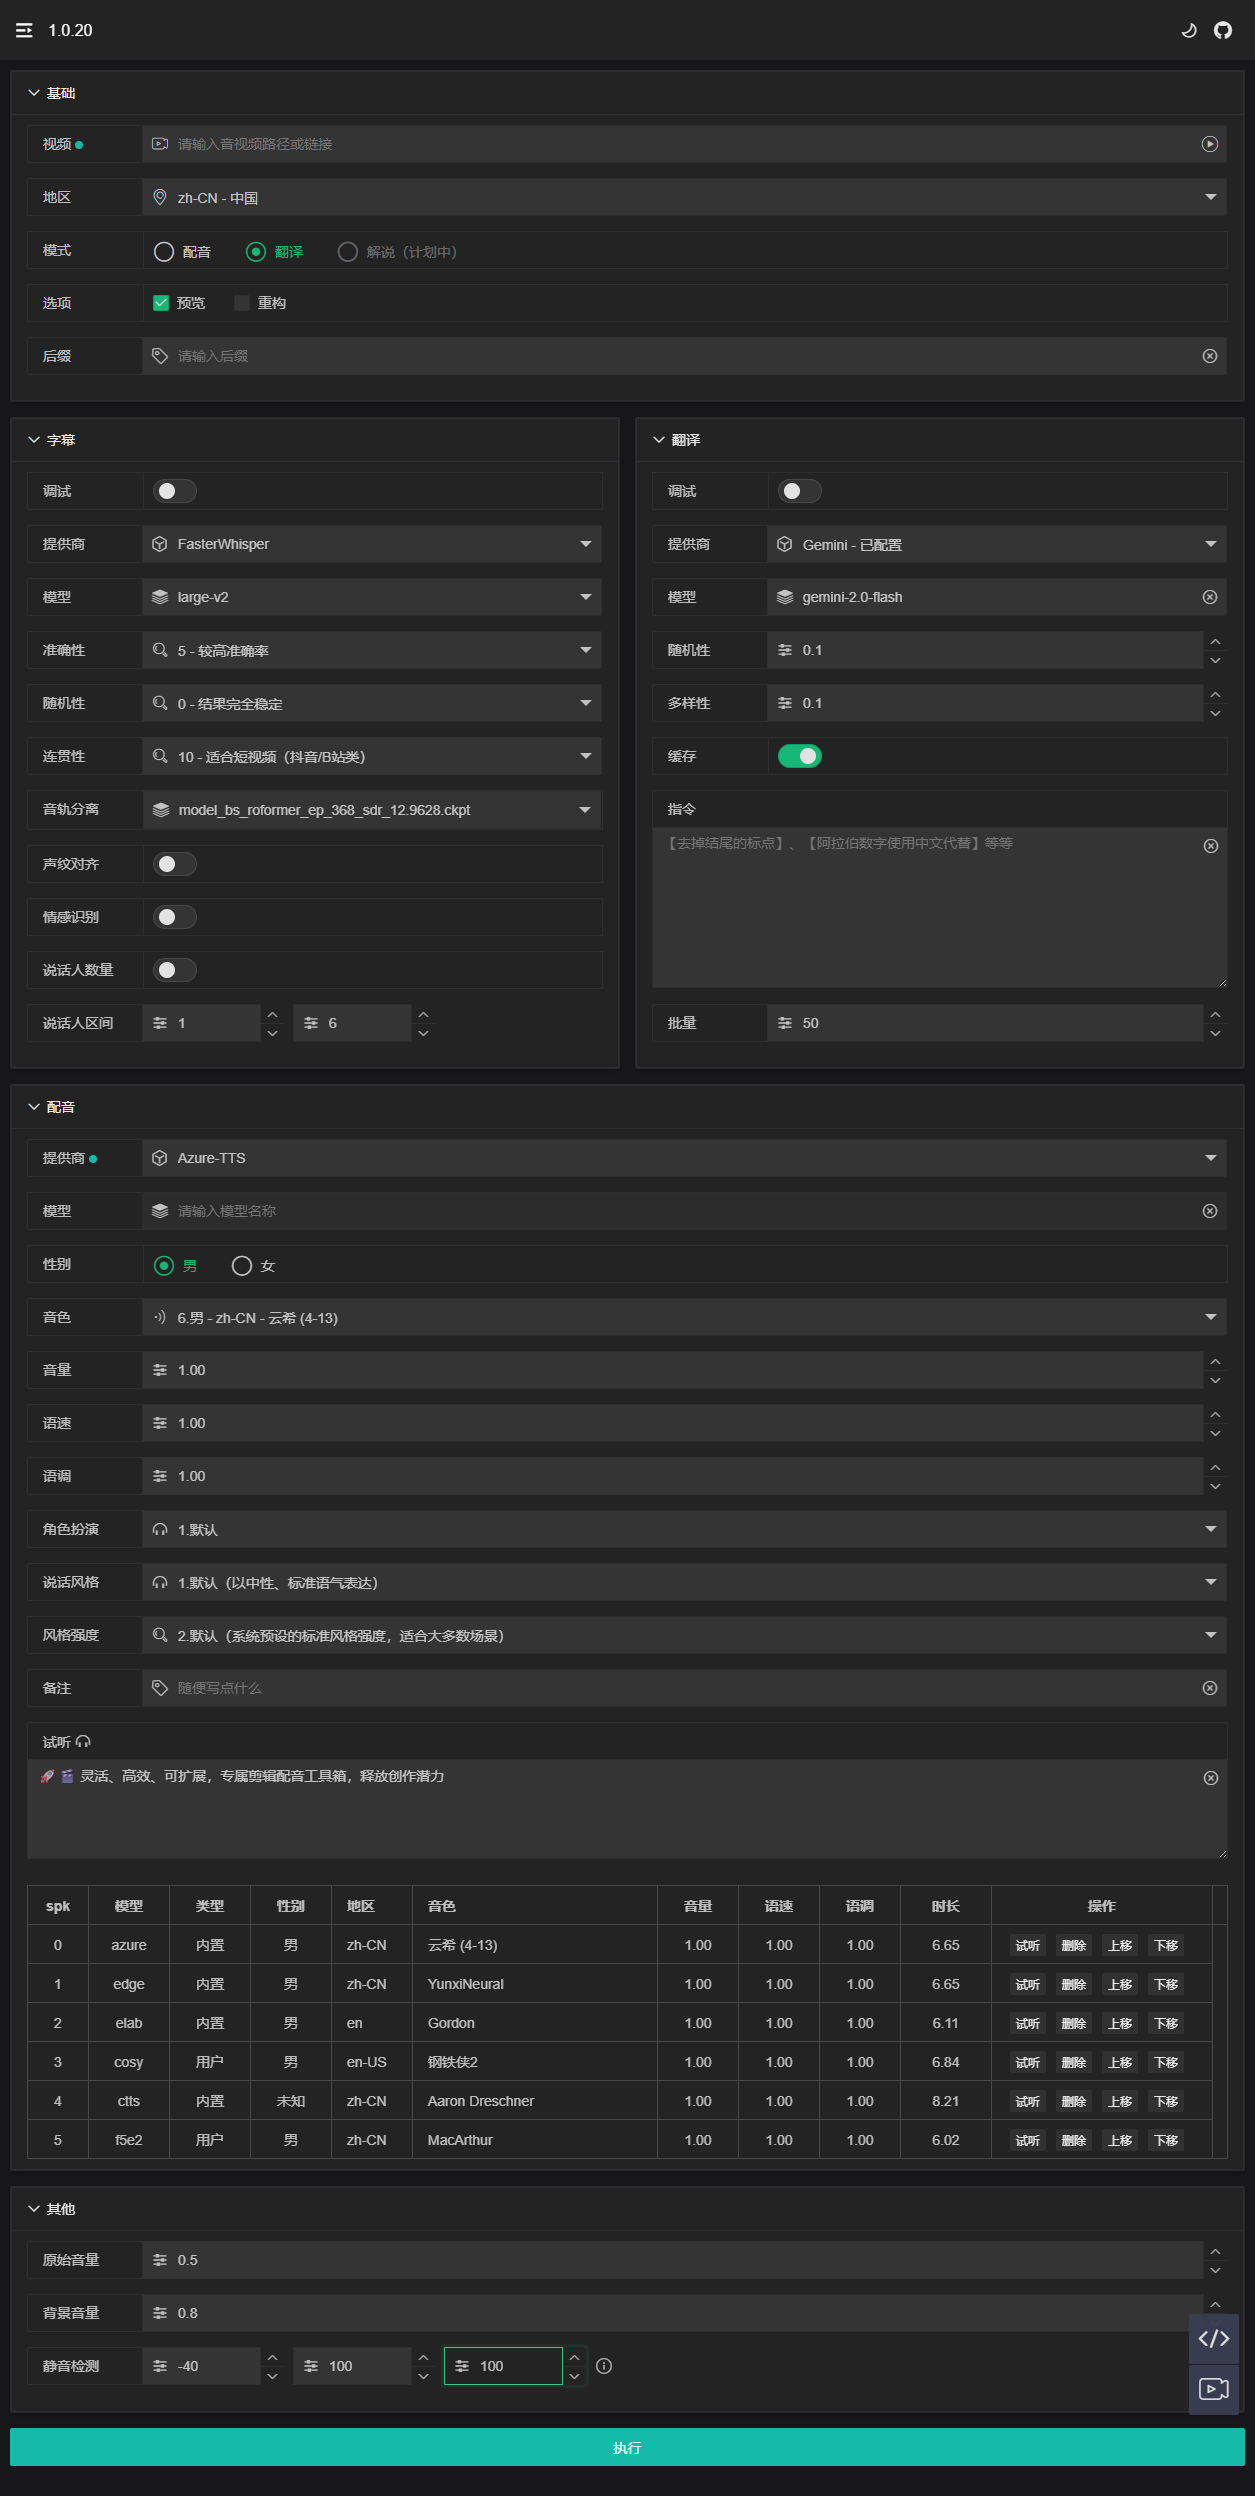 1.0.20
基础
视频
请输入音视频路径或链接
地区
zh-CN - 中国
模式
配音 翻译 解说（计划中）
选项
预览 重构
后缀
请输入后缀
字幕
调试
提供商
FasterWhisper
模型
large-v2
准确性
5 - 较高准确率
随机性
0 - 结果完全稳定
连贯性
10 - 适合短视频（抖音/B站类）
音轨分离
model_bs_roformer_ep_368_sdr_12.9628.ckpt
声纹对齐
情感识别
说话人数量
说话人区间
1 6
翻译
调试
提供商
Gemini - 已配置
模型
gemini-2.0-flash
随机性
0.1
多样性
0.1
缓存
指令
【去掉结尾的标点】、【阿拉伯数字使用中文代替】等等
批量
50
配音
提供商
Azure-TTS
模型
请输入模型名称
性别
男 女
音色
6.男 - zh-CN - 云希 (4-13)
音量
1.00
语速
1.00
语调
1.00
角色扮演
1.默认
说话风格
1.默认（以中性、标准语气表达）
风格强度
2.默认（系统预设的标准风格强度，适合大多数场景）
备注
随便写点什么
试听
🚀 🎬 灵活、高效、可扩展，专属剪辑配音工具箱，释放创作潜力
spk 模型 类型 性别 地区 音色 音量 语速 语调 时长 操作
0 azure 内置 男 zh-CN 云希 (4-13) 1.00 1.00 1.00 6.65 试听 删除 上移 下移
1 edge 内置 男 zh-CN YunxiNeural 1.00 1.00 1.00 6.65 试听 删除 上移 下移
2 elab 内置 男 en Gordon 1.00 1.00 1.00 6.11 试听 删除 上移 下移
3 cosy 用户 男 en-US 钢铁侠2 1.00 1.00 1.00 6.84 试听 删除 上移 下移
4 ctts 内置 未知 zh-CN Aaron Dreschner 1.00 1.00 1.00 8.21 试听 删除 上移 下移
5 f5e2 用户 男 zh-CN MacArthur 1.00 1.00 1.00 6.02 试听 删除 上移 下移
其他
原始音量
0.5
背景音量
0.8
静音检测
-40 100 100
执行